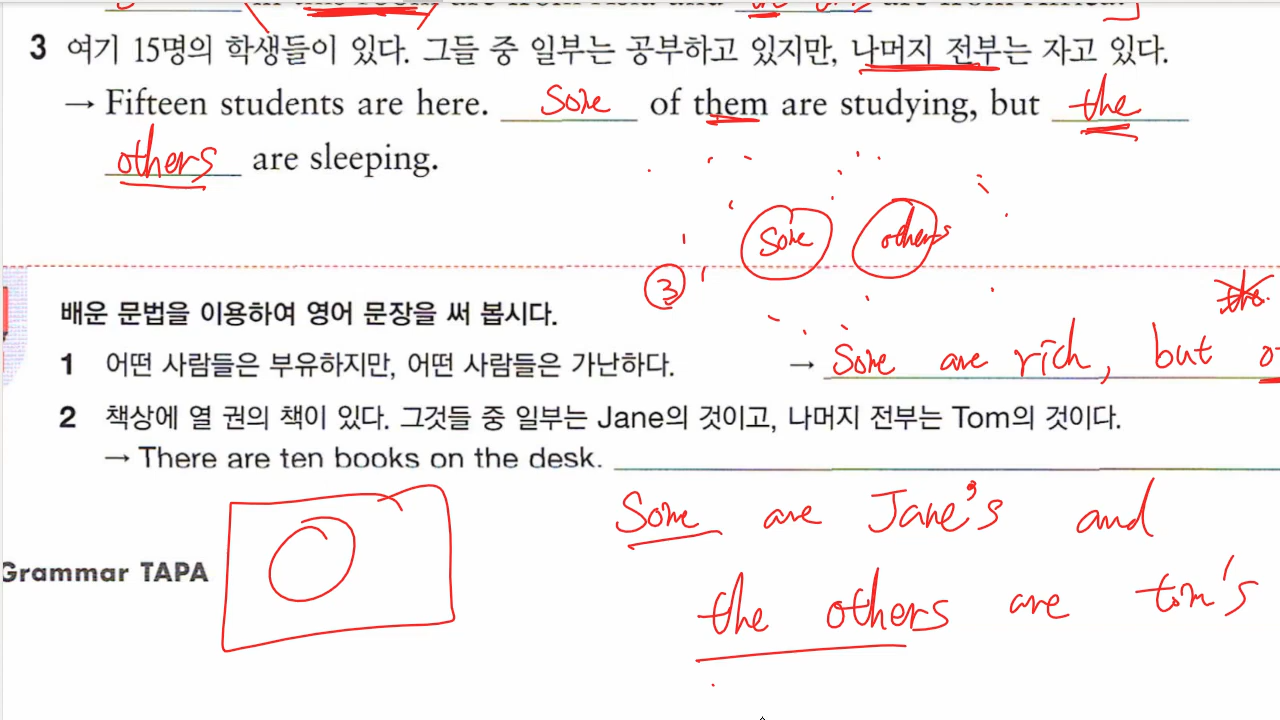 are from Asia and
3 여기 15명의 학생들이 있다. 그들 중 일부는 공부하고 있지만, 나머지 전부는 자고 있다.
→ Fifteen students are here. Some of them are studying, but the
others are sleeping.
Some others
③
the.
배운 문법을 이용하여 영어 문장을 써 봅시다.
1 어떤 사람들은 부유하지만, 어떤 사람들은 가난하다. → Some are rich, but
2 책상에 열 권의 책이 있다. 그것들 중 일부는 Jane의 것이고, 나머지 전부는 Tom의 것이다.
→ There are ten books on the desk.
Some are Jane's and
Grammar TAPA
the others are tom's